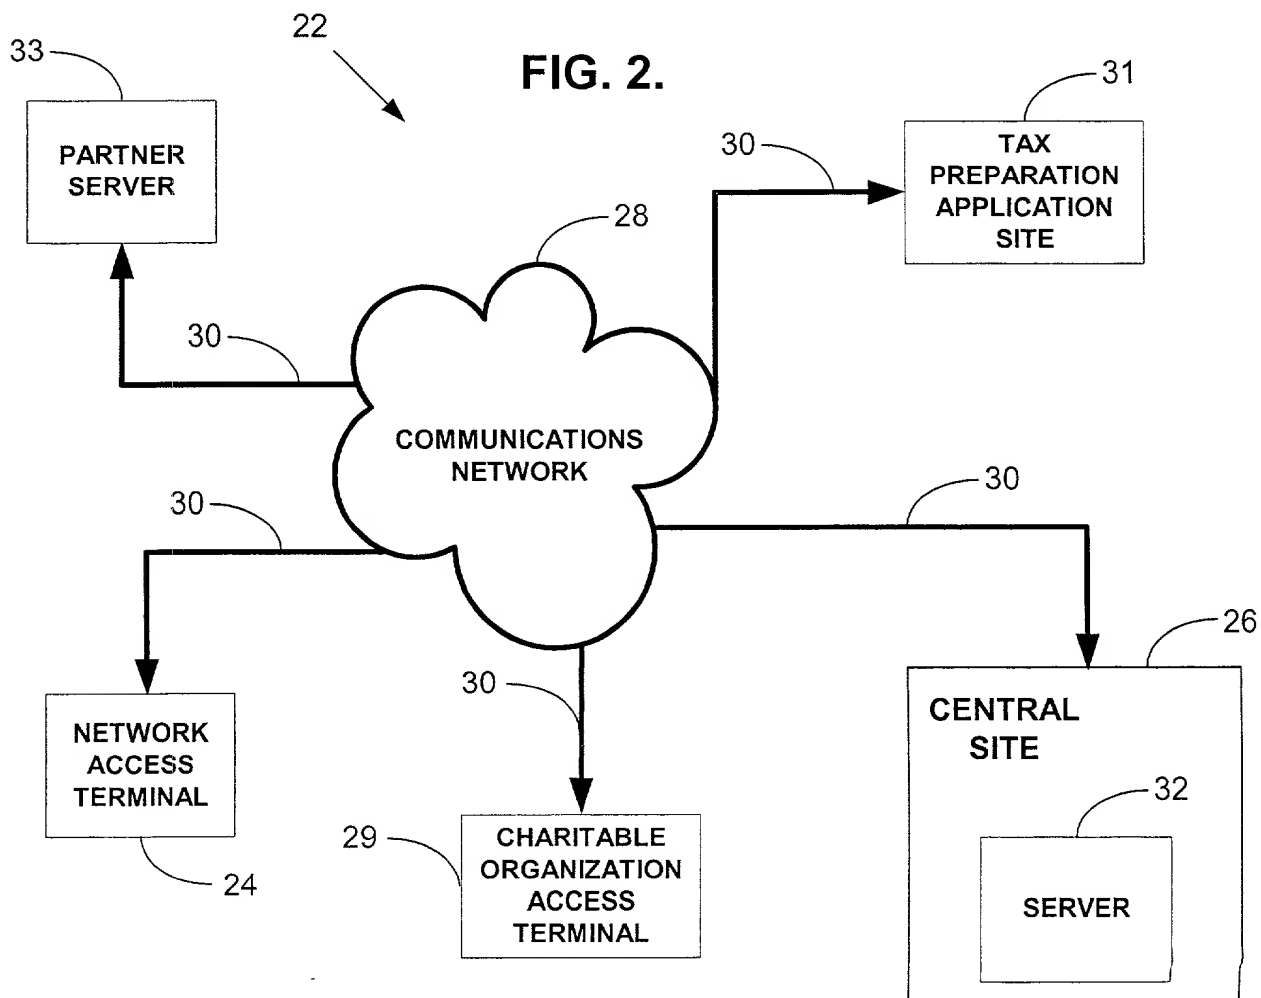 22
FIG. 2.
33
31
PARTNER
SERVER
30
TAX
PREPARATION
APPLICATION
SITE
28
30
COMMUNICATIONS
NETWORK
30
30
26
30
CENTRAL
SITE
NETWORK
ACCESS
TERMINAL
32
29
CHARITABLE
ORGANIZATION
ACCESS
TERMINAL
24
SERVER